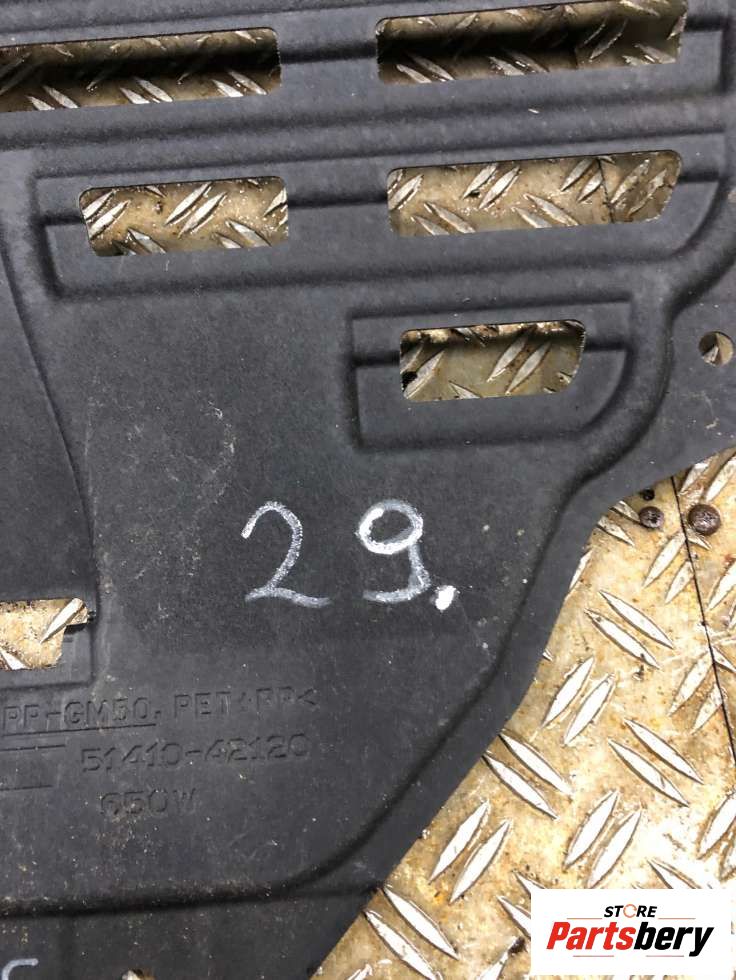 29.
PP-GM50, PET+PP<
51410-42120
650W
STORE
Partsbery